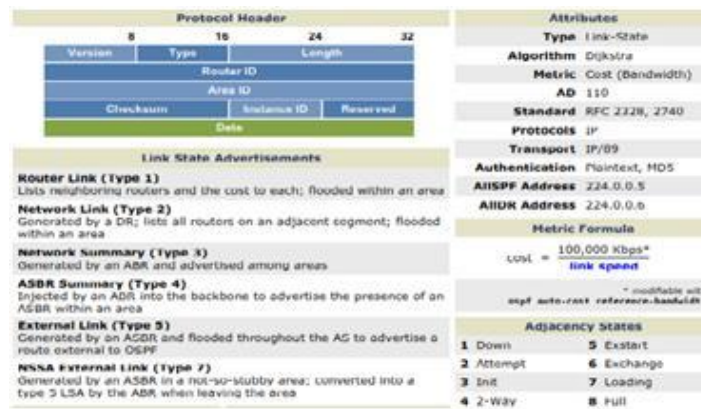 Protocol Header
8 16 24 32
Version Type Length
Router ID
Area ID
Checksum Instance ID Reserved
Data
Link State Advertisements
Router Link (Type 1)
Lists neighboring routers and the cost to each; flooded within an area
Network Link (Type 2)
Generated by a DR; lists all routers on an adjacent segment; flooded
within an area
Network Summary (Type 3)
Generated by an ABR and advertised among areas
ASBR Summary (Type 4)
Injected by an ABR into the backbone to advertise the presence of an
ASBR within an area
External Link (Type 5)
Generated by an ASBR and flooded throughout the AS to advertise a
route external to OSPF
NSSA External Link (Type 7)
Generated by an ASBR in a not-so-stubby area; converted into a
type 5 LSA by the ABR when leaving the area
Attributes
Type Link-State
Algorithm Dijkstra
Metric Cost (Bandwidth)
AD 110
Standard RFC 2328, 2740
Protocols IP
Transport IP/89
Authentication Plaintext, MD5
AllSPF Address 224.0.0.5
AllDR Address 224.0.0.6
Metric Formula
cost = 100,000 Kbps*
link speed
* modifiable wit
ospf auto-cost reference-bandwidth
Adjacency States
1 Down 5 Exstart
2 Attempt 6 Exchange
3 Init 7 Loading
4 2-Way 8 Full